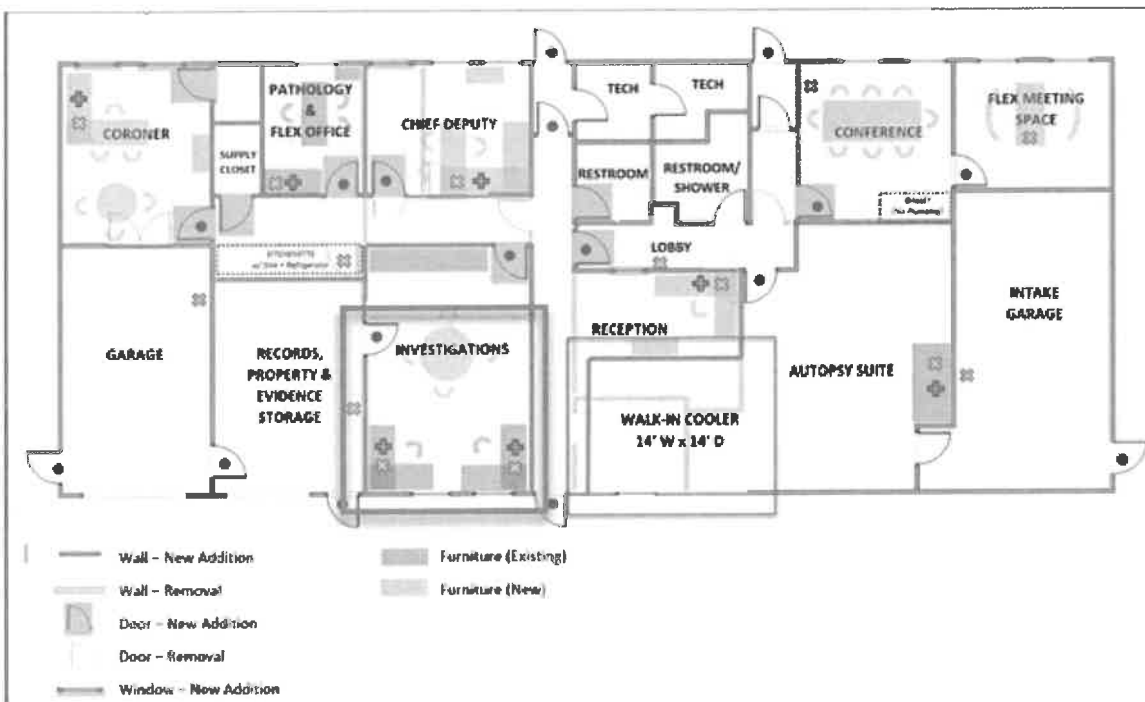 PATHOLOGY
&
FLEX OFFICE
CORONER
SUPPLY
CLOSET
CHIEF DEPUTY
TECH
TECH
RESTROOM
RESTROOM/
SHOWER
CONFERENCE
FLEX MEETING
SPACE
LOBBY
w/ Sink + Refrigerator
GARAGE
RECORDS,
PROPERTY &
EVIDENCE
STORAGE
INVESTIGATIONS
RECEPTION
WALK-IN COOLER
14' W x 14' D
AUTOPSY SUITE
INTAKE
GARAGE
Wall – New Addition
Wall – Removal
Door – New Addition
Door – Removal
Window – New Addition
Furniture (Existing)
Furniture (New)